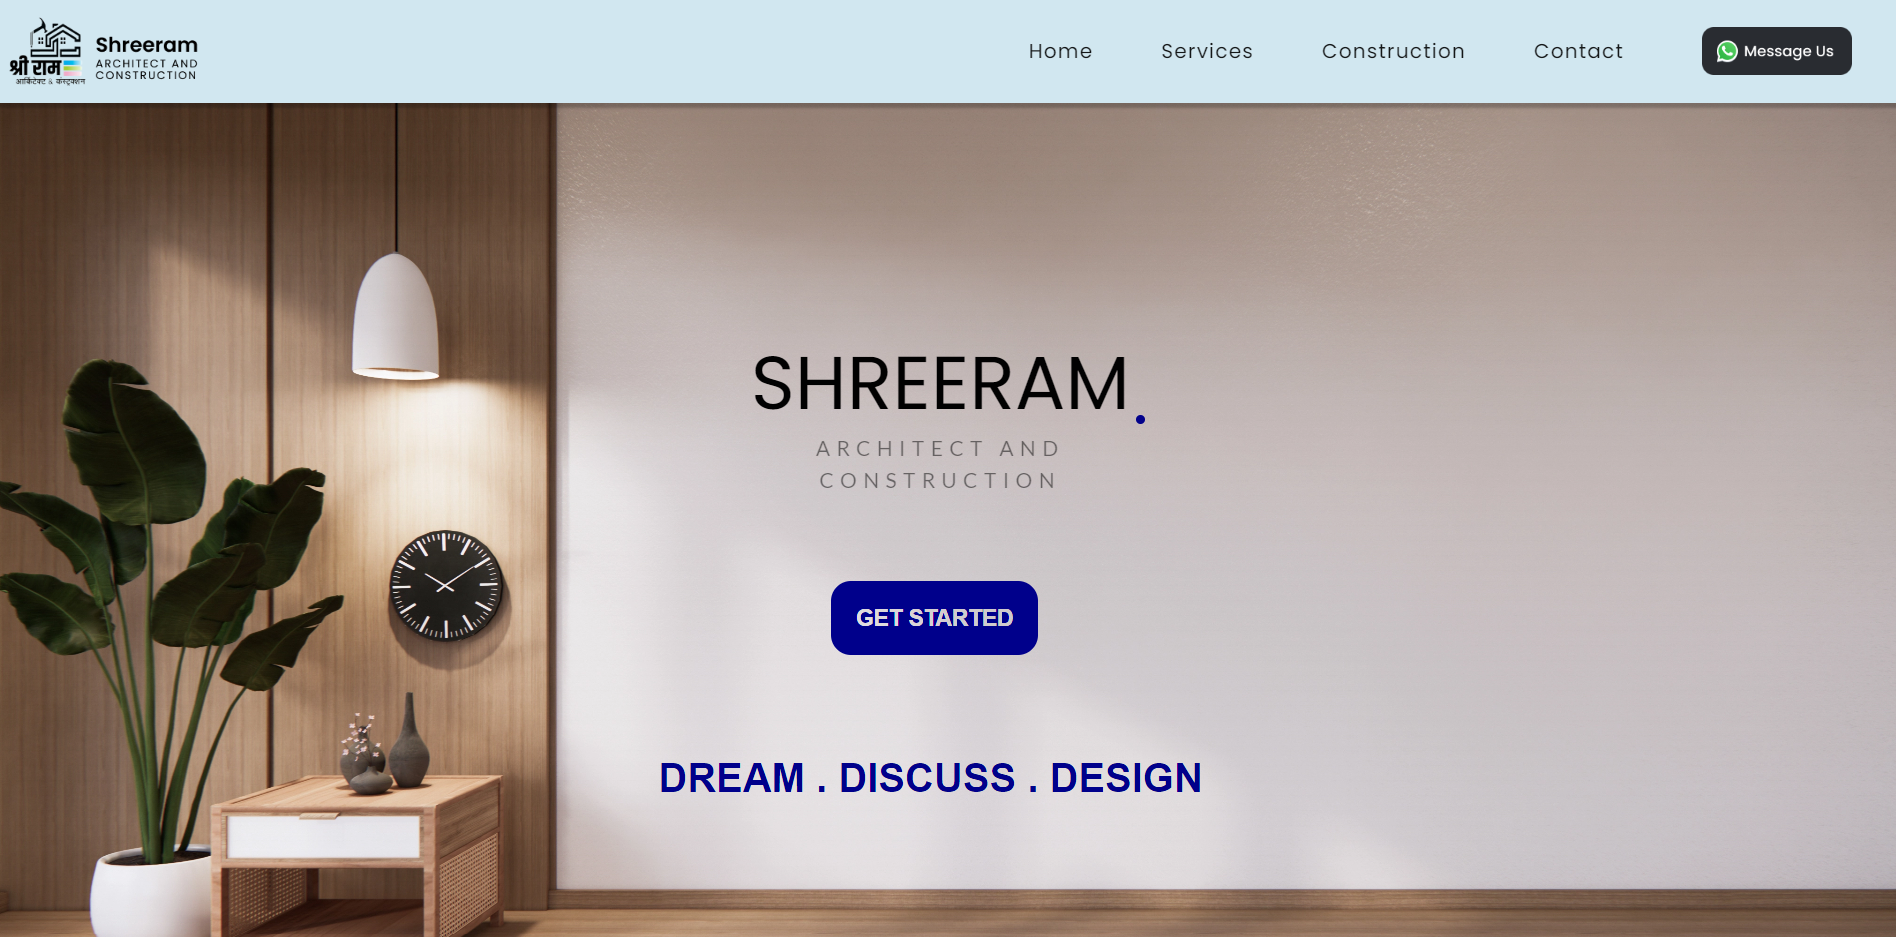 श्री राम
आर्किटेक्ट & कंस्ट्रक्शन
Shreeram
ARCHITECT AND
CONSTRUCTION
Home
Services
Construction
Contact
Message Us
SHREERAM.
ARCHITECT AND
CONSTRUCTION
GET STARTED
DREAM . DISCUSS . DESIGN